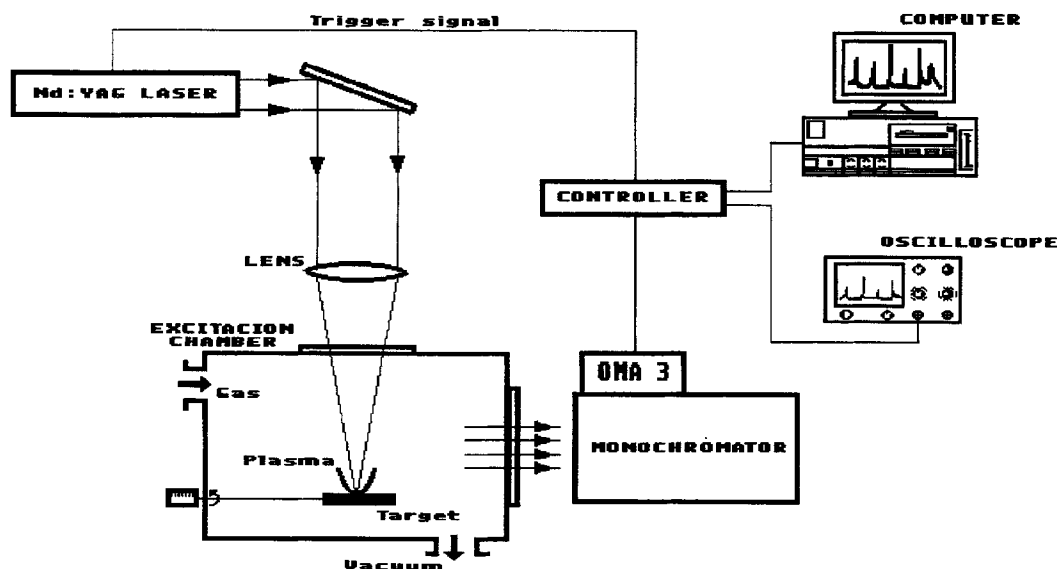 Trigger signal
COMPUTER
Nd:YAG LASER
CONTROLLER
LENS
OSCILLOSCOPE
EXCITACION
CHAMBER
Gas
OMA 3
MONOCHROMATOR
Plasma
Target
Vacuum